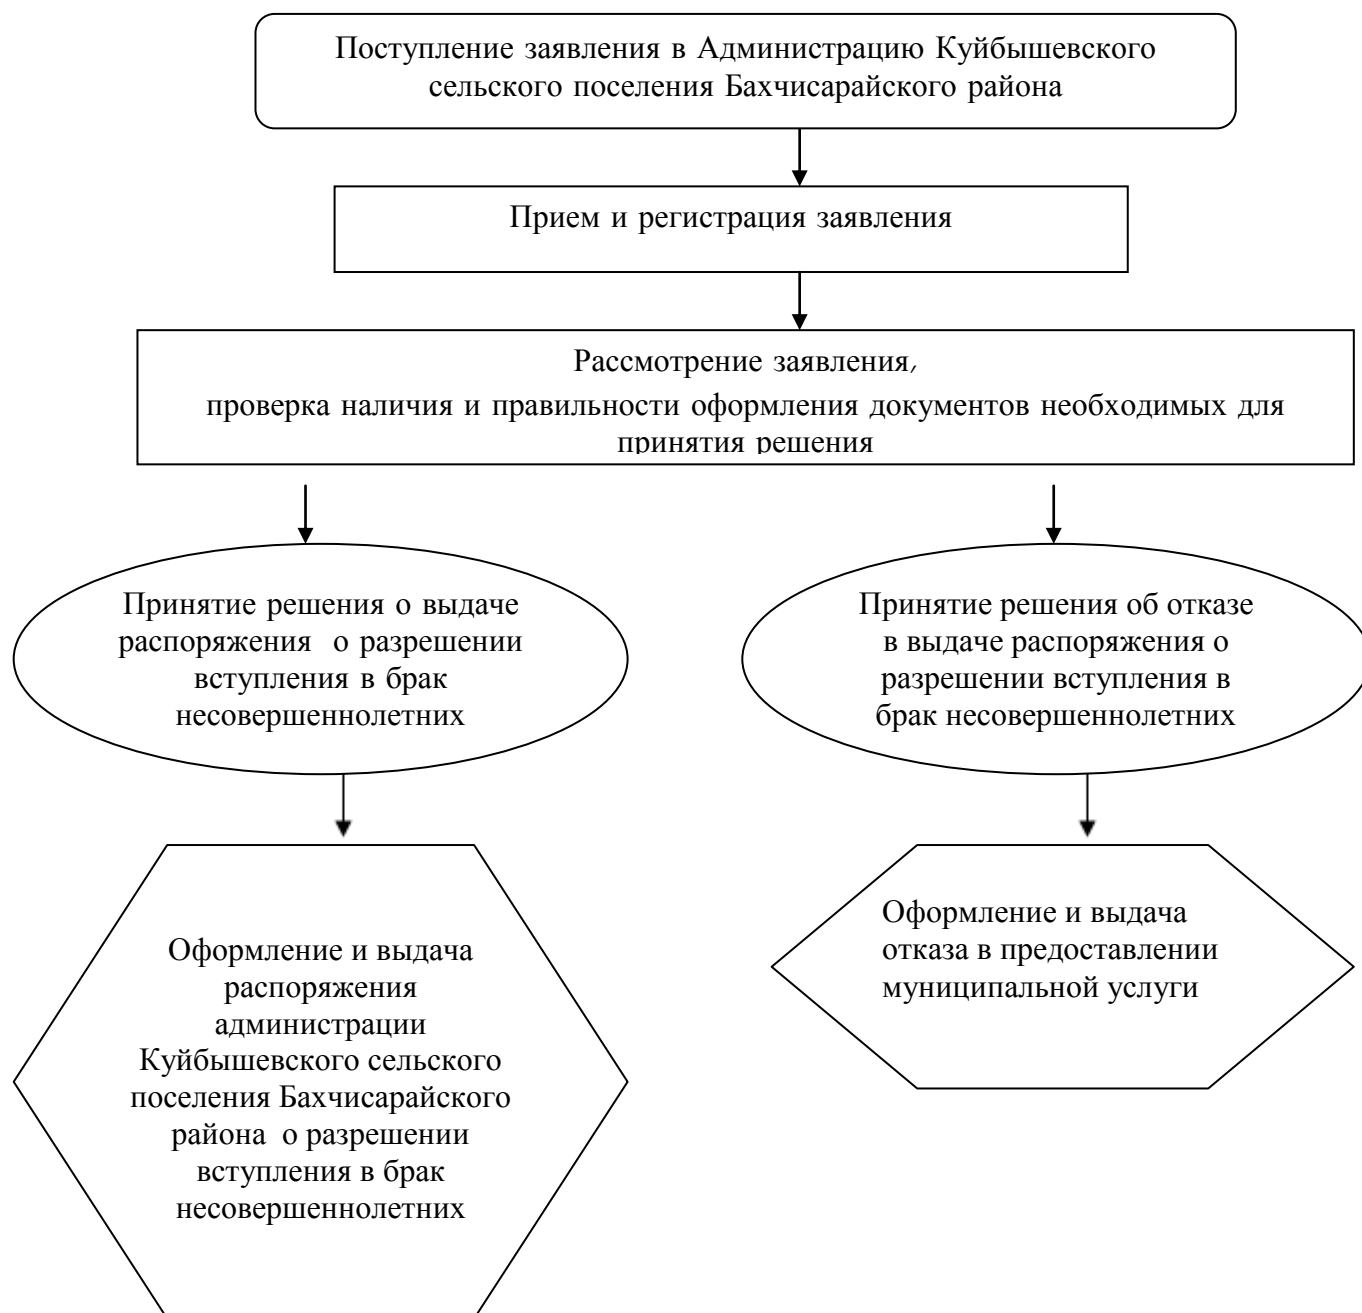 Поступление заявления в Администрацию Куйбышевского
сельского поселения Бахчисарайского района
Прием и регистрация заявления
Рассмотрение заявления,
проверка наличия и правильности оформления документов необходимых для
принятия решения
Принятие решения о выдаче
распоряжения о разрешении
вступления в брак
несовершеннолетних
Принятие решения об отказе
в выдаче распоряжения о
разрешении вступления в
брак несовершеннолетних
Оформление и выдача
распоряжения
администрации
Куйбышевского сельского
поселения Бахчисарайского
района о разрешении
вступления в брак
несовершеннолетних
Оформление и выдача
отказа в предоставлении
муниципальной услуги